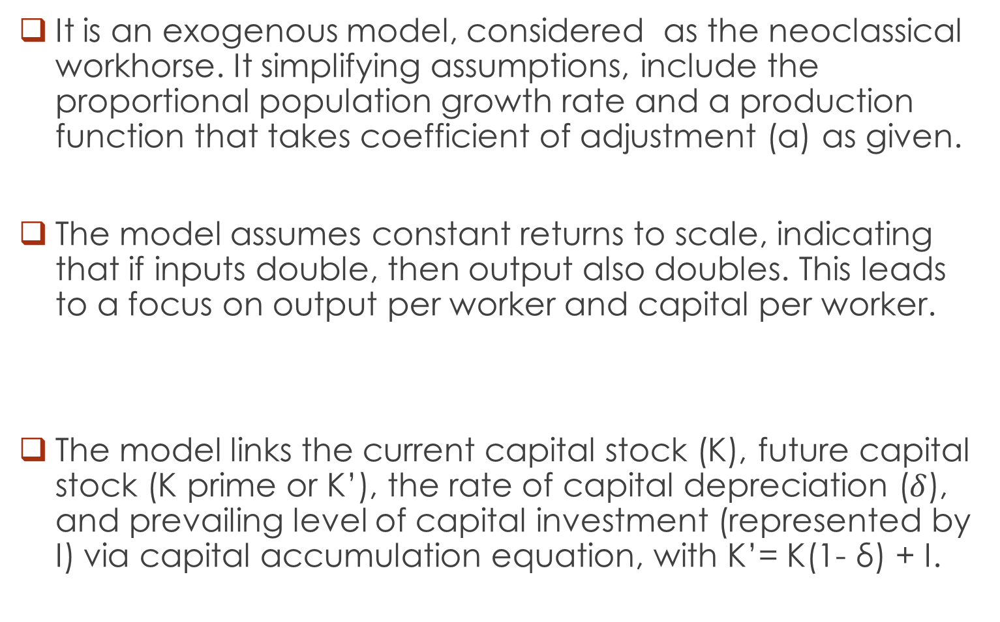 It is an exogenous model, considered  as the neoclassical
workhorse. It simplifying assumptions, include the
proportional population growth rate and a production
function that takes coefficient of adjustment (a) as given.
The model assumes constant returns to scale, indicating
that if inputs double, then output also doubles. This leads
to a focus on output per worker and capital per worker.
The model links the current capital stock (K), future capital
stock (K prime or K’), the rate of capital depreciation (𝛿),
and prevailing level of capital investment (represented by
I) via capital accumulation equation, with K’= K(1- δ) + I.